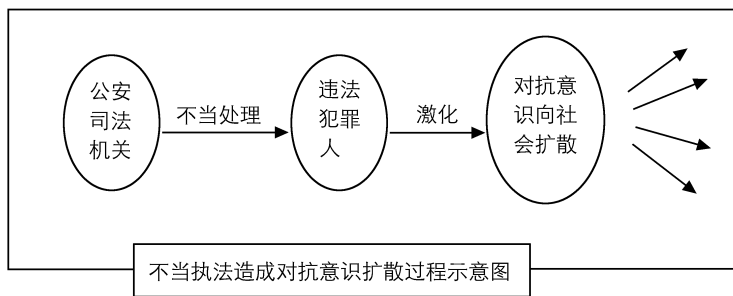 公安
司法
机关
不当处理
违法
犯罪
人
激化
对抗意
识向社
会扩散
不当执法造成对抗意识扩散过程示意图